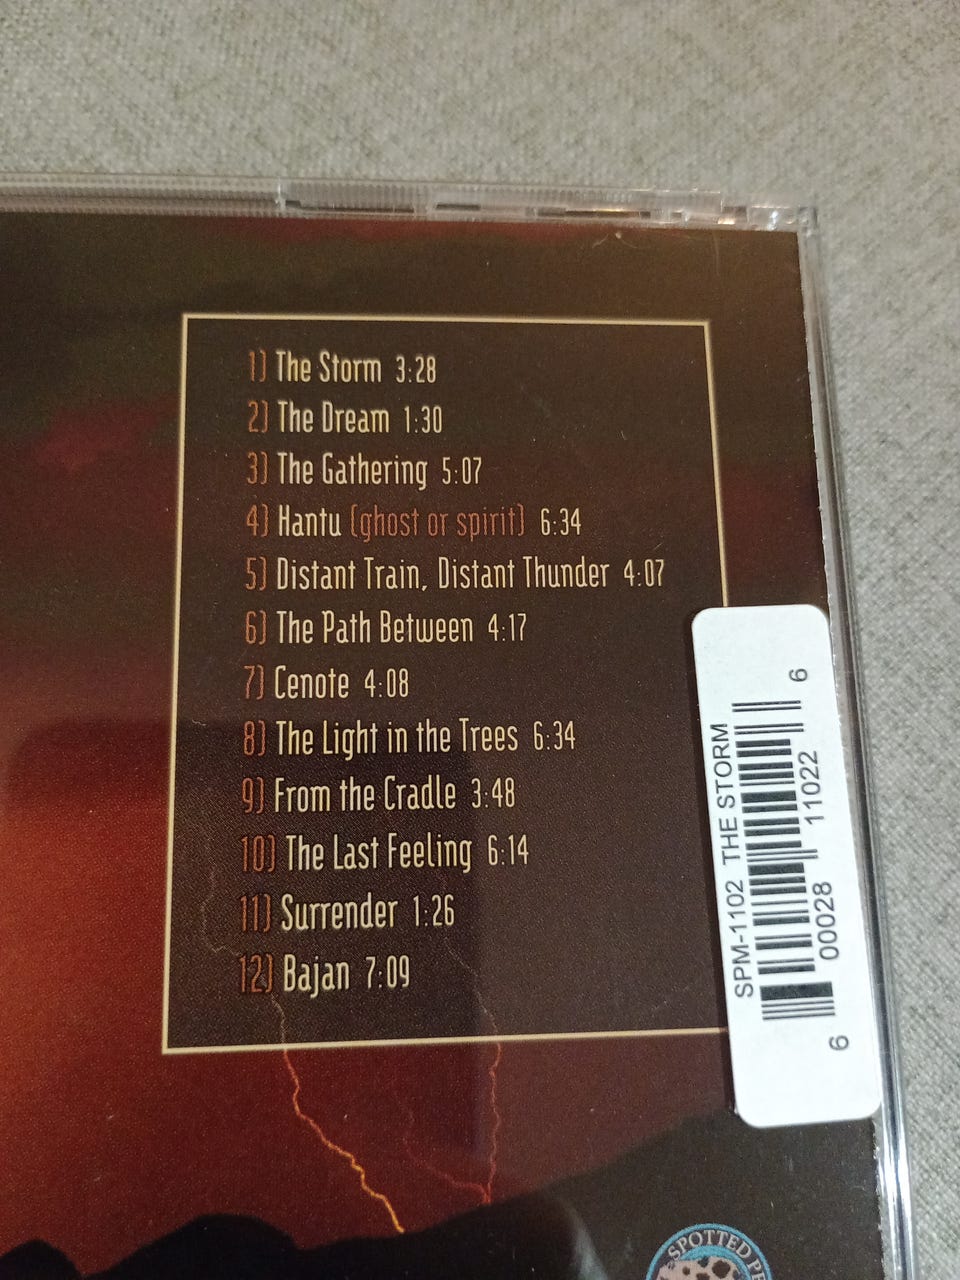 1) The Storm 3:28
2) The Dream 1:30
3) The Gathering 5:07
4) Hantu (ghost or spirit) 6:34
5) Distant Train, Distant Thunder 4:07
6) The Path Between 4:17
7) Cenote 4:08
8) The Light in the Trees 6:34
9) From the Cradle 3:48
10) The Last Feeling 6:14
11) Surrender 1:26
12) Bajan 7:09
SPM-1102 THE STORM
6 00028 11022 6
SPOTTED